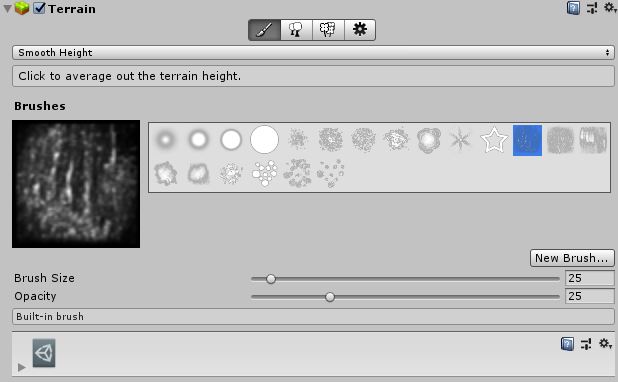 Terrain
Smooth Height
Click to average out the terrain height.
Brushes
New Brush...
Brush Size 25
Opacity 25
Built-in brush